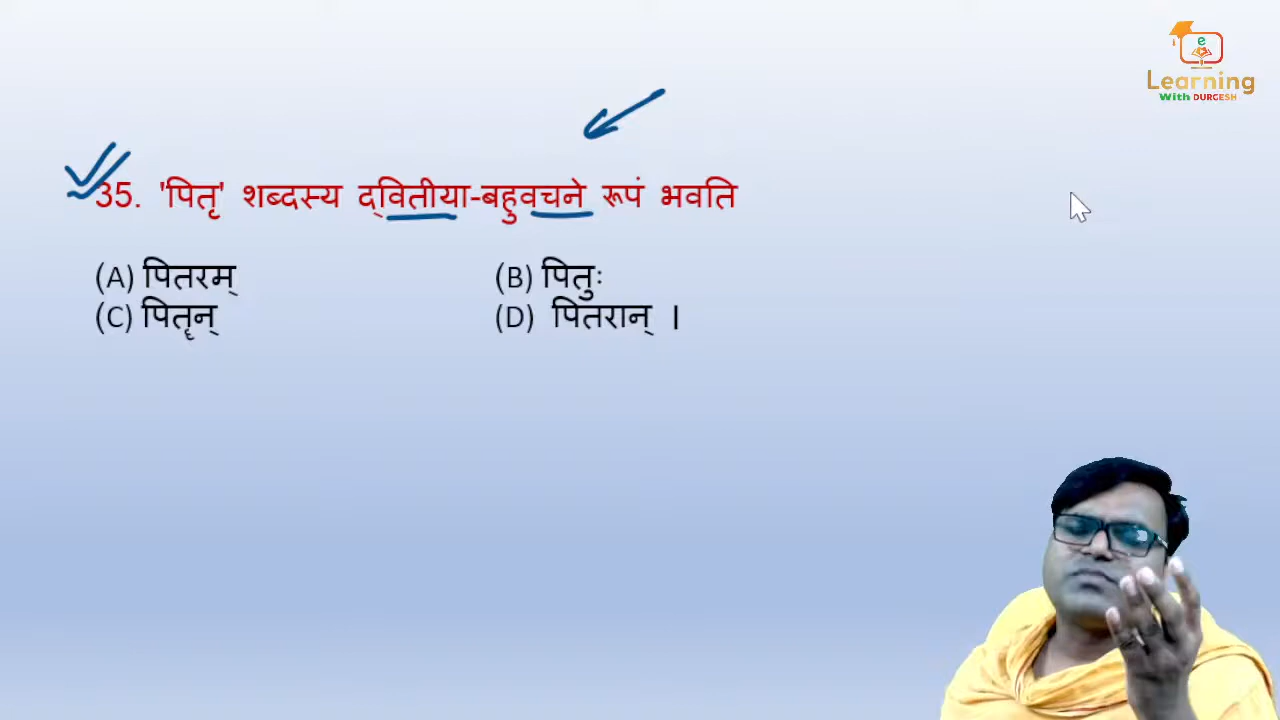 e
Learning
With DURGESH
35. 'पितृ' शब्दस्य द्वितीया-बहुवचने रूपं भवति
(A) पितरम् (B) पितुः
(C) पितॄन् (D) पितरान् ।